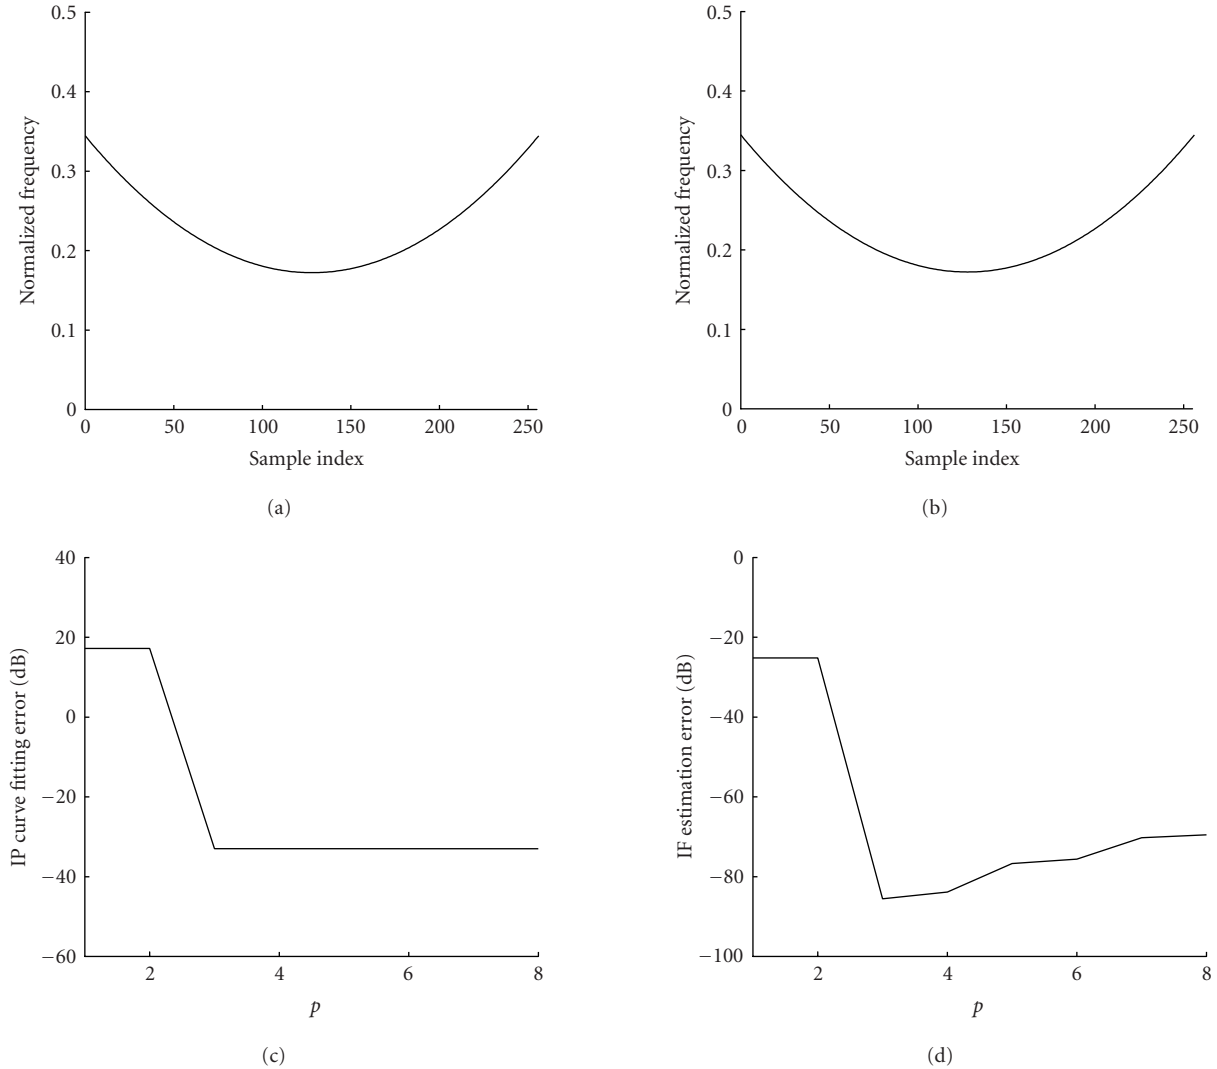 0.5
0.4
0.3
0.2
0.1
0
Normalized frequency
0 50 100 150 200 250
Sample index
(a)
0.5
0.4
0.3
0.2
0.1
0
Normalized frequency
0 50 100 150 200 250
Sample index
(b)
40
20
0
−20
−40
−60
IP curve fitting error (dB)
2 4 6 8
p
(c)
0
−20
−40
−60
−80
−100
IF estimation error (dB)
2 4 6 8
p
(d)